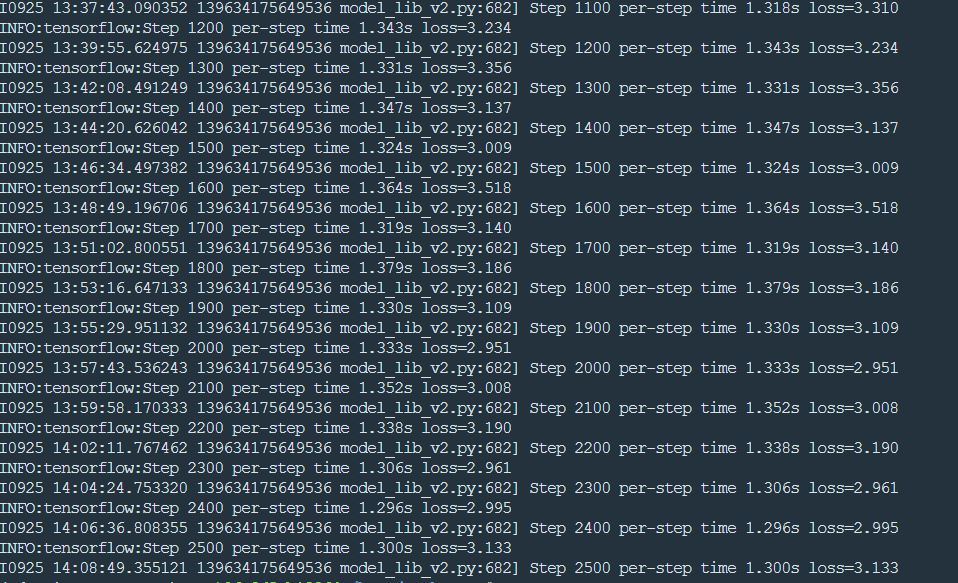 I0925 13:37:43.090352 139634175649536 model_lib_v2.py:682] Step 1100 per-step time 1.318s loss=3.310
INFO:tensorflow:Step 1200 per-step time 1.343s loss=3.234
I0925 13:39:55.624975 139634175649536 model_lib_v2.py:682] Step 1200 per-step time 1.343s loss=3.234
INFO:tensorflow:Step 1300 per-step time 1.331s loss=3.356
I0925 13:42:08.491249 139634175649536 model_lib_v2.py:682] Step 1300 per-step time 1.331s loss=3.356
INFO:tensorflow:Step 1400 per-step time 1.347s loss=3.137
I0925 13:44:20.626042 139634175649536 model_lib_v2.py:682] Step 1400 per-step time 1.347s loss=3.137
INFO:tensorflow:Step 1500 per-step time 1.324s loss=3.009
I0925 13:46:34.497382 139634175649536 model_lib_v2.py:682] Step 1500 per-step time 1.324s loss=3.009
INFO:tensorflow:Step 1600 per-step time 1.364s loss=3.518
I0925 13:48:49.196706 139634175649536 model_lib_v2.py:682] Step 1600 per-step time 1.364s loss=3.518
INFO:tensorflow:Step 1700 per-step time 1.319s loss=3.140
I0925 13:51:02.800551 139634175649536 model_lib_v2.py:682] Step 1700 per-step time 1.319s loss=3.140
INFO:tensorflow:Step 1800 per-step time 1.379s loss=3.186
I0925 13:53:16.647133 139634175649536 model_lib_v2.py:682] Step 1800 per-step time 1.379s loss=3.186
INFO:tensorflow:Step 1900 per-step time 1.330s loss=3.109
I0925 13:55:29.951132 139634175649536 model_lib_v2.py:682] Step 1900 per-step time 1.330s loss=3.109
INFO:tensorflow:Step 2000 per-step time 1.333s loss=2.951
I0925 13:57:43.536243 139634175649536 model_lib_v2.py:682] Step 2000 per-step time 1.333s loss=2.951
INFO:tensorflow:Step 2100 per-step time 1.352s loss=3.008
I0925 13:59:58.170333 139634175649536 model_lib_v2.py:682] Step 2100 per-step time 1.352s loss=3.008
INFO:tensorflow:Step 2200 per-step time 1.338s loss=3.190
I0925 14:02:11.767462 139634175649536 model_lib_v2.py:682] Step 2200 per-step time 1.338s loss=3.190
INFO:tensorflow:Step 2300 per-step time 1.306s loss=2.961
I0925 14:04:24.753320 139634175649536 model_lib_v2.py:682] Step 2300 per-step time 1.306s loss=2.961
INFO:tensorflow:Step 2400 per-step time 1.296s loss=2.995
I0925 14:06:36.808355 139634175649536 model_lib_v2.py:682] Step 2400 per-step time 1.296s loss=2.995
INFO:tensorflow:Step 2500 per-step time 1.300s loss=3.133
I0925 14:08:49.355121 139634175649536 model_lib_v2.py:682] Step 2500 per-step time 1.300s loss=3.133